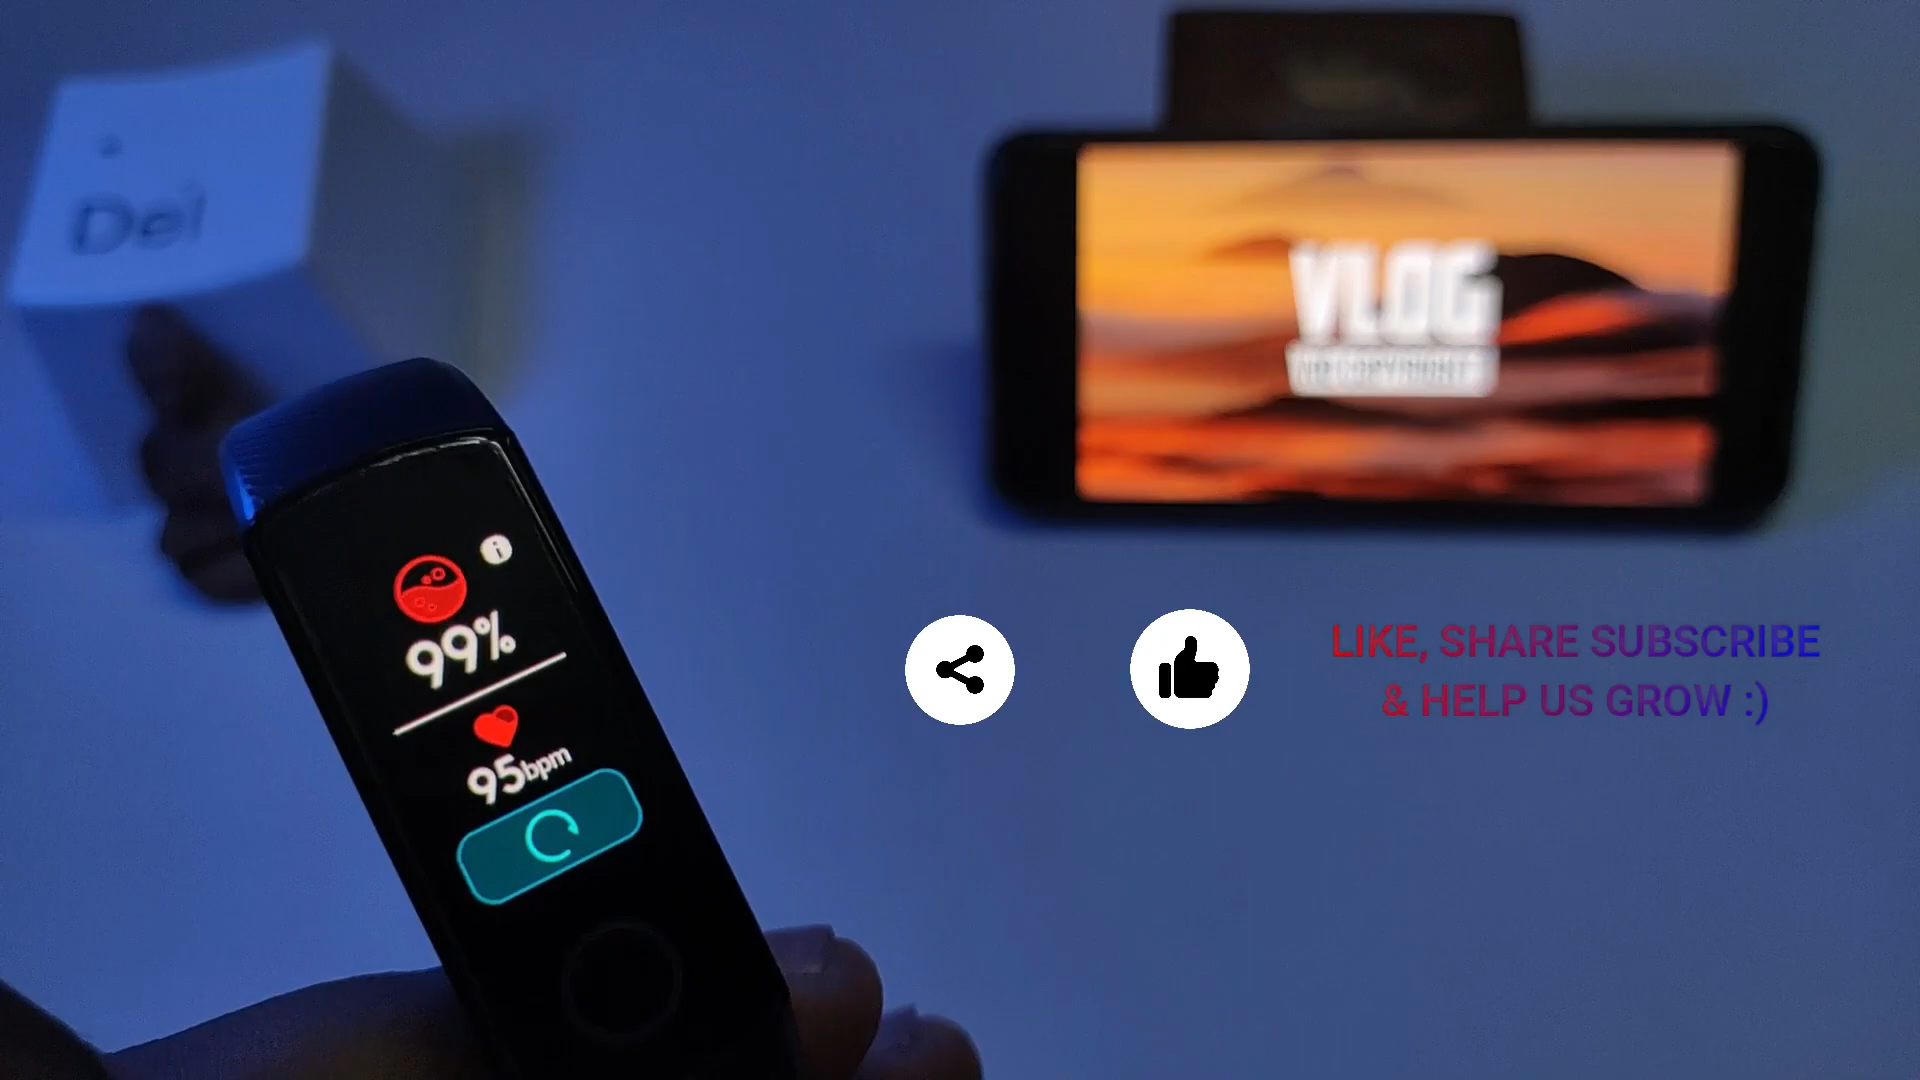 Del
VLOG
99%
95bpm
LIKE, SHARE SUBSCRIBE
& HELP US GROW :)